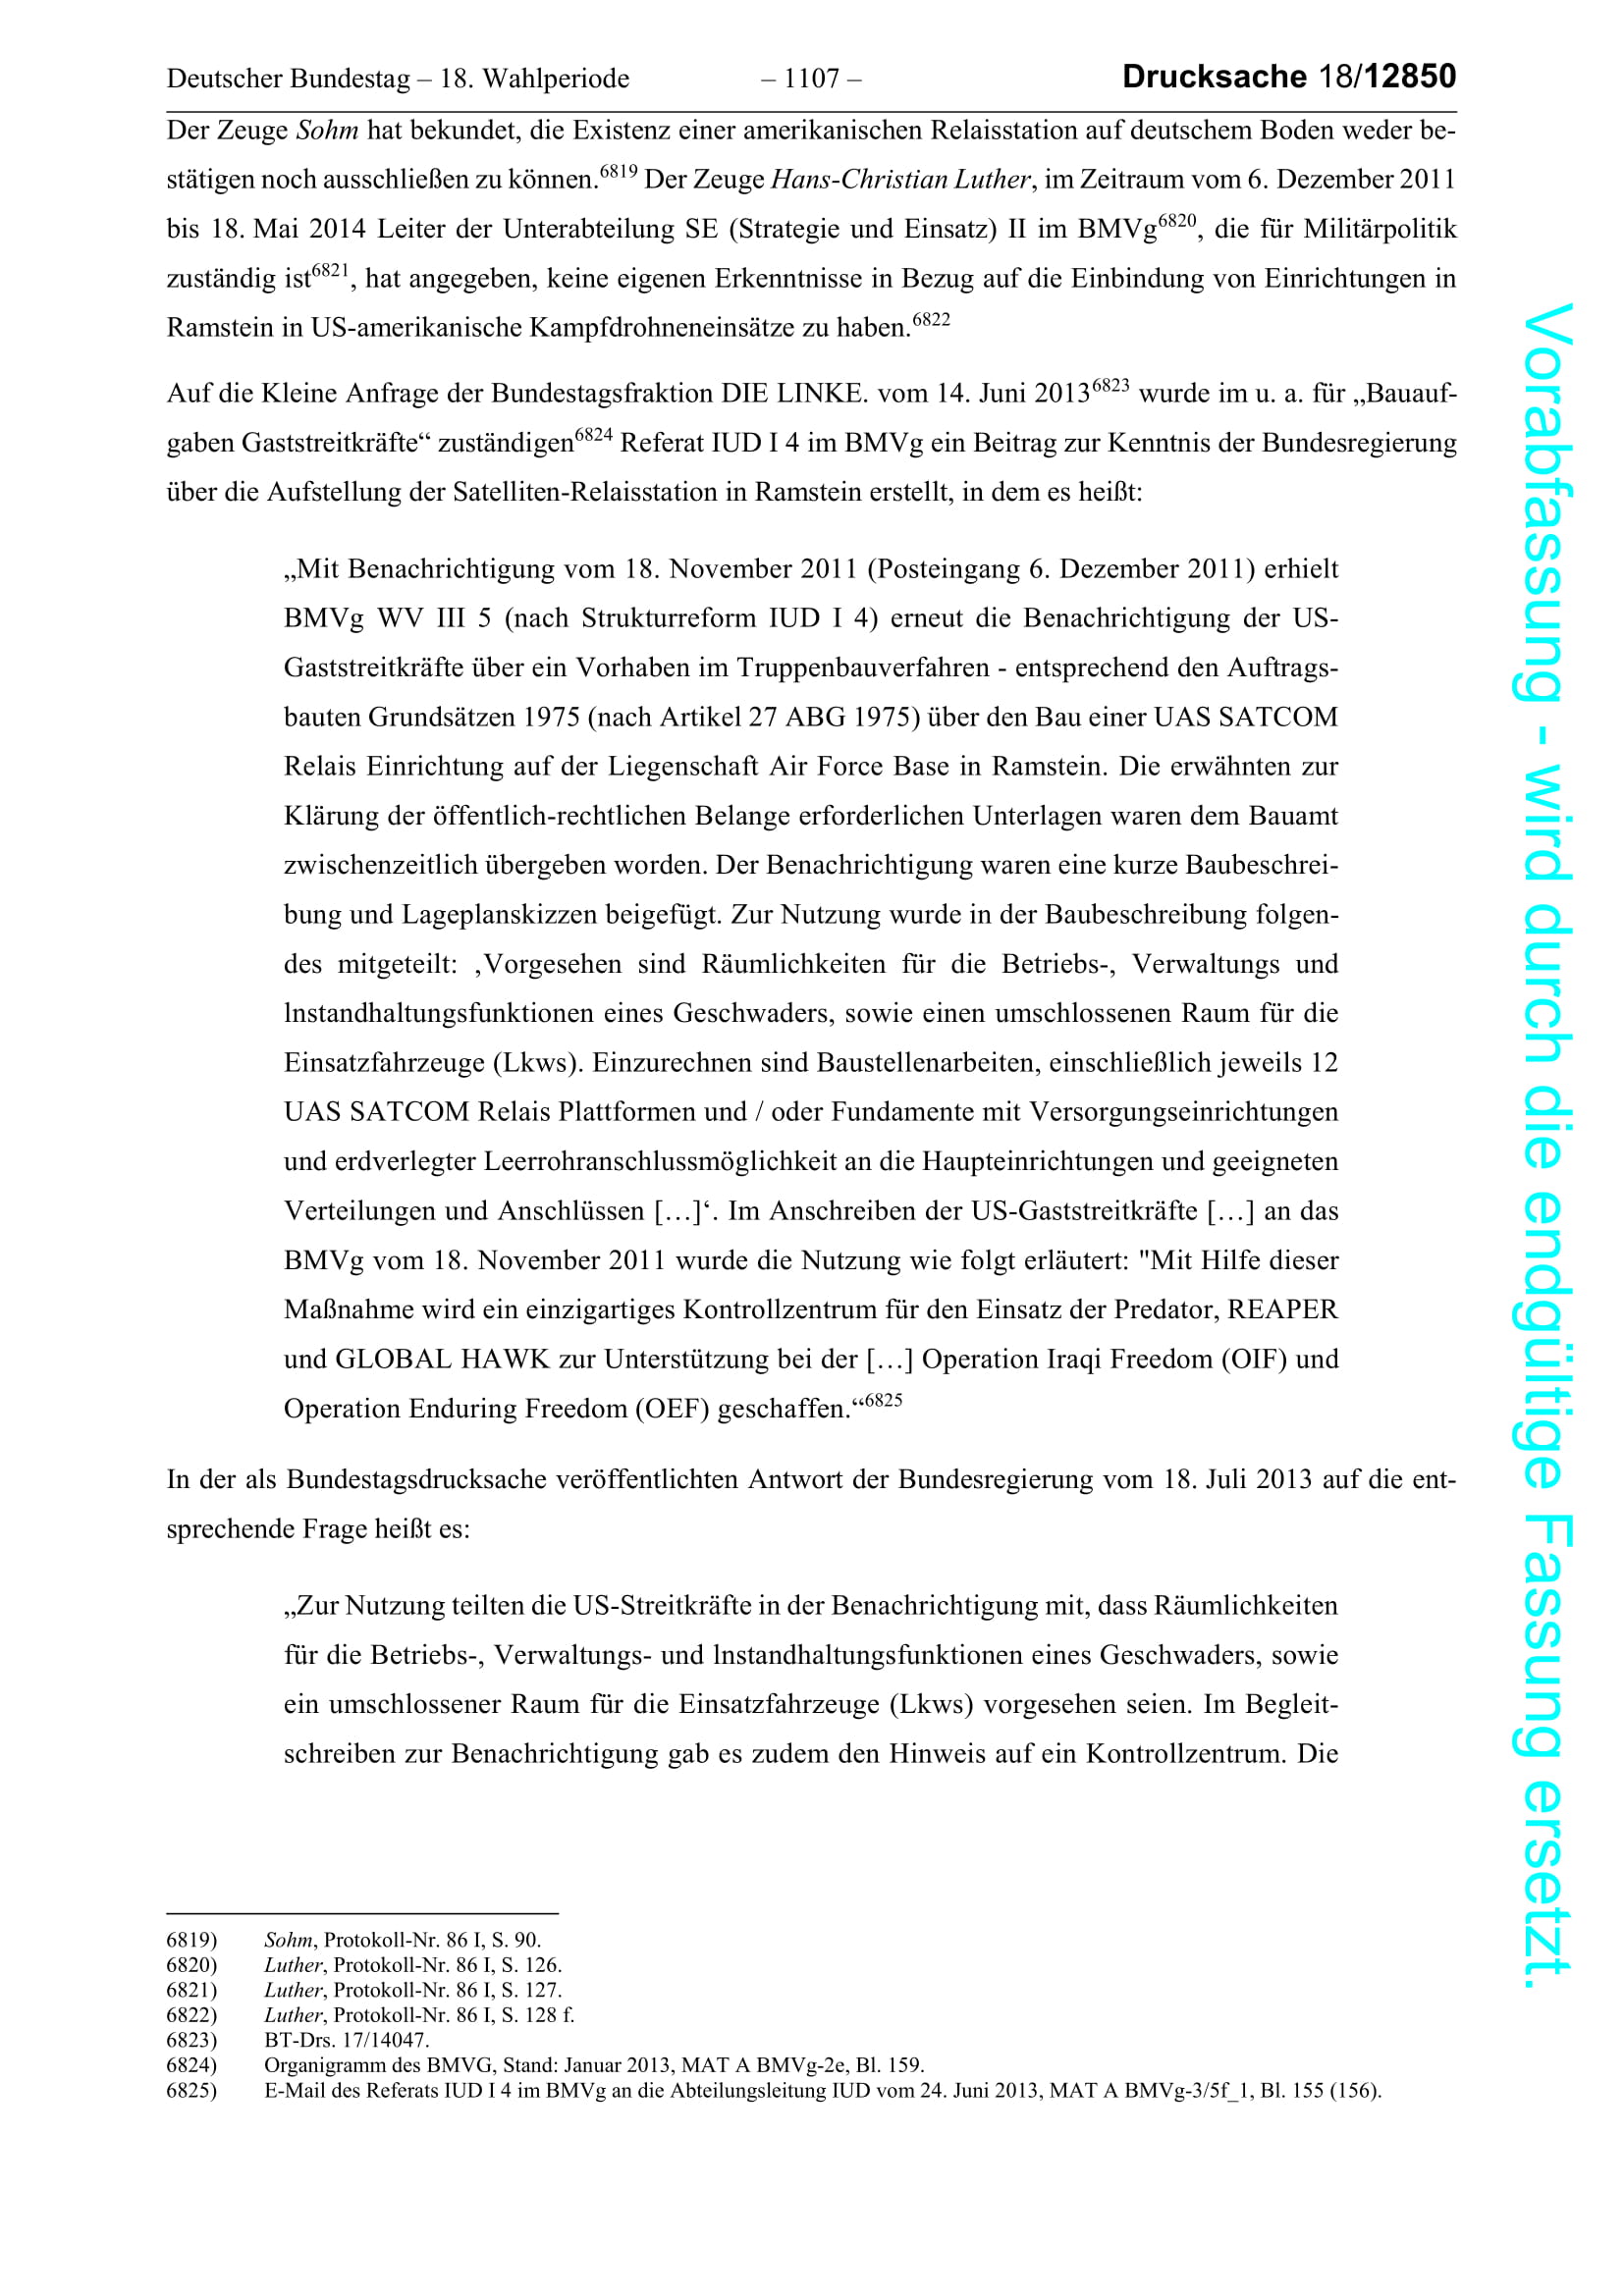 Deutscher Bundestag – 18. Wahlperiode – 1107 – Drucksache 18/12850
Der Zeuge Sohm hat bekundet, die Existenz einer amerikanischen Relaisstation auf deutschem Boden weder be-
stätigen noch ausschließen zu können.6819 Der Zeuge Hans-Christian Luther, im Zeitraum vom 6. Dezember 2011
bis 18. Mai 2014 Leiter der Unterabteilung SE (Strategie und Einsatz) II im BMVg6820, die für Militärpolitik
zuständig ist6821, hat angegeben, keine eigenen Erkenntnisse in Bezug auf die Einbindung von Einrichtungen in
Ramstein in US-amerikanische Kampfdrohneneinsätze zu haben.6822
Auf die Kleine Anfrage der Bundestagsfraktion DIE LINKE. vom 14. Juni 20136823 wurde im u. a. für „Bauauf-
gaben Gaststreitkräfte“ zuständigen6824 Referat IUD I 4 im BMVg ein Beitrag zur Kenntnis der Bundesregierung
über die Aufstellung der Satelliten-Relaisstation in Ramstein erstellt, in dem es heißt:
„Mit Benachrichtigung vom 18. November 2011 (Posteingang 6. Dezember 2011) erhielt
BMVg WV III 5 (nach Strukturreform IUD I 4) erneut die Benachrichtigung der US-
Gaststreitkräfte über ein Vorhaben im Truppenbauverfahren - entsprechend den Auftrags-
bauten Grundsätzen 1975 (nach Artikel 27 ABG 1975) über den Bau einer UAS SATCOM
Relais Einrichtung auf der Liegenschaft Air Force Base in Ramstein. Die erwähnten zur
Klärung der öffentlich-rechtlichen Belange erforderlichen Unterlagen waren dem Bauamt
zwischenzeitlich übergeben worden. Der Benachrichtigung waren eine kurze Baubeschrei-
bung und Lageplanskizzen beigefügt. Zur Nutzung wurde in der Baubeschreibung folgen-
des mitgeteilt: ‚Vorgesehen sind Räumlichkeiten für die Betriebs-, Verwaltungs und
lnstandhaltungsfunktionen eines Geschwaders, sowie einen umschlossenen Raum für die
Einsatzfahrzeuge (Lkws). Einzurechnen sind Baustellenarbeiten, einschließlich jeweils 12
UAS SATCOM Relais Plattformen und / oder Fundamente mit Versorgungseinrichtungen
und erdverlegter Leerrohranschlussmöglichkeit an die Haupteinrichtungen und geeigneten
Verteilungen und Anschlüssen […]‘. Im Anschreiben der US-Gaststreitkräfte […] an das
BMVg vom 18. November 2011 wurde die Nutzung wie folgt erläutert: "Mit Hilfe dieser
Maßnahme wird ein einzigartiges Kontrollzentrum für den Einsatz der Predator, REAPER
und GLOBAL HAWK zur Unterstützung bei der […] Operation Iraqi Freedom (OIF) und
Operation Enduring Freedom (OEF) geschaffen.“6825
In der als Bundestagsdrucksache veröffentlichten Antwort der Bundesregierung vom 18. Juli 2013 auf die ent-
sprechende Frage heißt es:
„Zur Nutzung teilten die US-Streitkräfte in der Benachrichtigung mit, dass Räumlichkeiten
für die Betriebs-, Verwaltungs- und lnstandhaltungsfunktionen eines Geschwaders, sowie
ein umschlossener Raum für die Einsatzfahrzeuge (Lkws) vorgesehen seien. Im Begleit-
schreiben zur Benachrichtigung gab es zudem den Hinweis auf ein Kontrollzentrum. Die
6819) Sohm, Protokoll-Nr. 86 I, S. 90.
6820) Luther, Protokoll-Nr. 86 I, S. 126.
6821) Luther, Protokoll-Nr. 86 I, S. 127.
6822) Luther, Protokoll-Nr. 86 I, S. 128 f.
6823) BT-Drs. 17/14047.
6824) Organigramm des BMVG, Stand: Januar 2013, MAT A BMVg-2e, Bl. 159.
6825) E-Mail des Referats IUD I 4 im BMVg an die Abteilungsleitung IUD vom 24. Juni 2013, MAT A BMVg-3/5f_1, Bl. 155 (156).
Vorabfassung - wird durch die endgültige Fassung ersetzt.